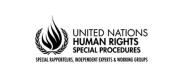 UNITED NATIONS
HUMAN RIGHTS
SPECIAL PROCEDURES
SPECIAL RAPPORTEURS, INDEPENDENT EXPERTS & WORKING GROUPS